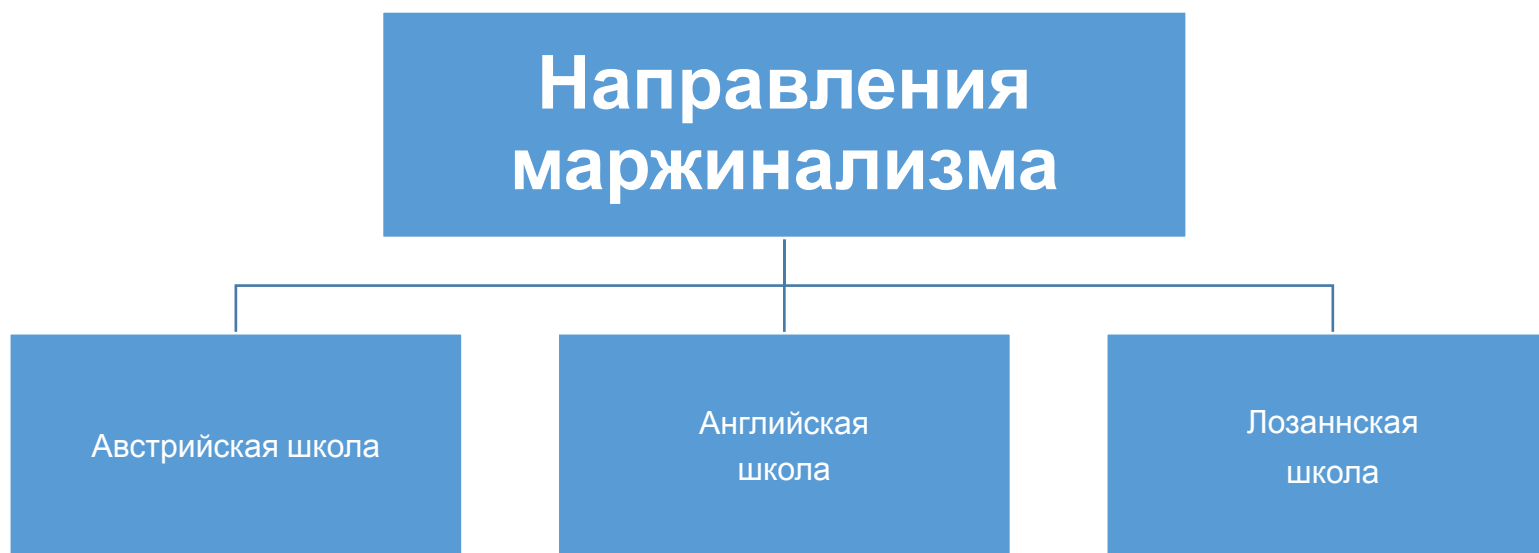 Направления
маржинализма
Австрийская школа
Английская
школа
Лозаннская
школа